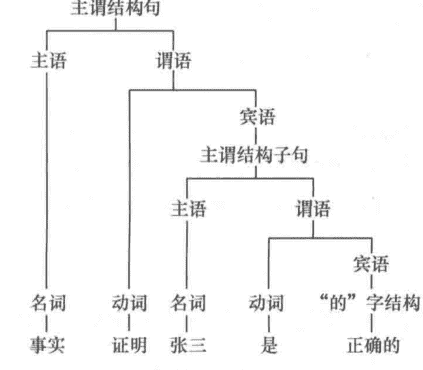 主谓结构句
主语 谓语
宾语
主谓结构子句
主语 谓语
宾语
名词 动词 名词 动词 “的”字结构
事实 证明 张三 是 正确的